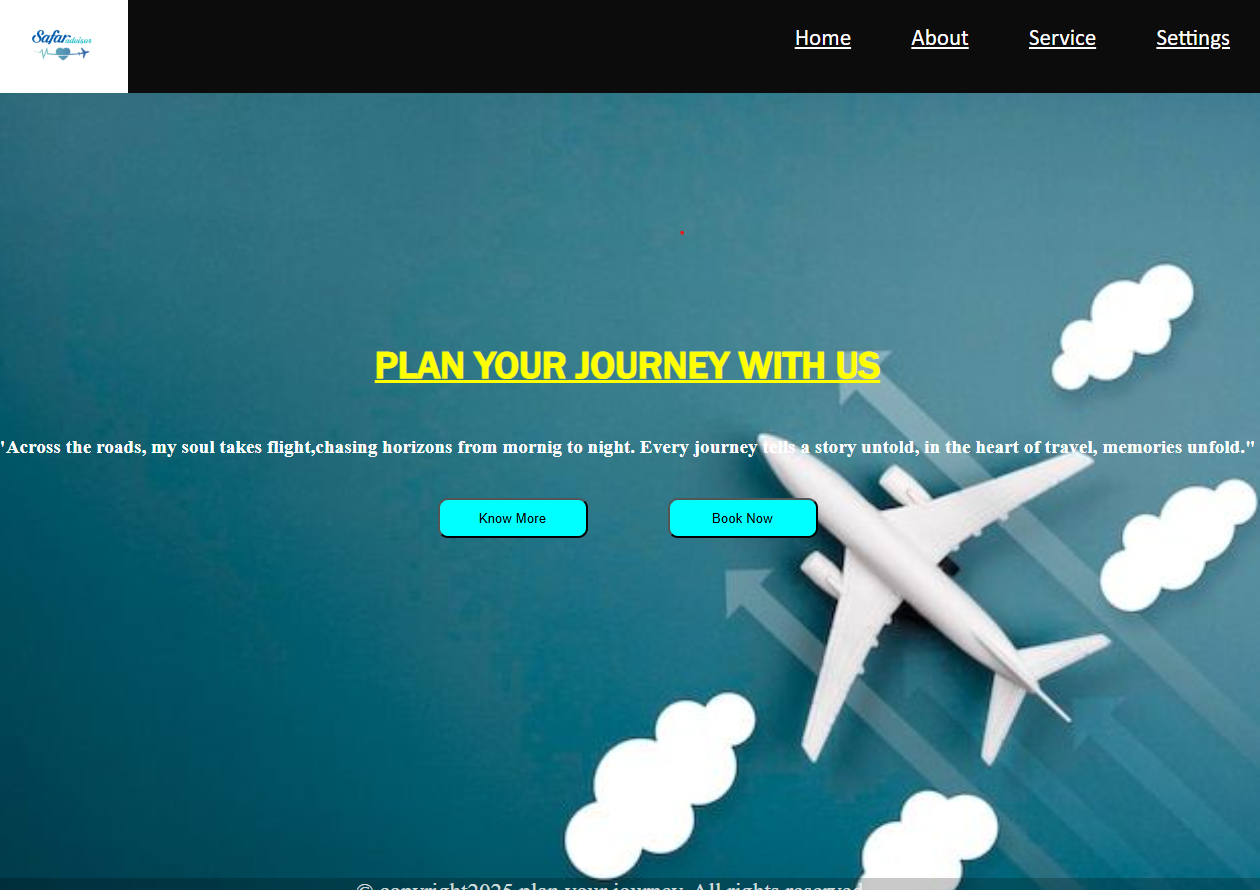 Safar advisor
Home About Service Settings
PLAN YOUR JOURNEY WITH US
'Across the roads, my soul takes flight,chasing horizons from mornig to night. Every journey tells a story untold, in the heart of travel, memories unfold."
Know More Book Now
© copyright2025 plan your journey. All rights reserved